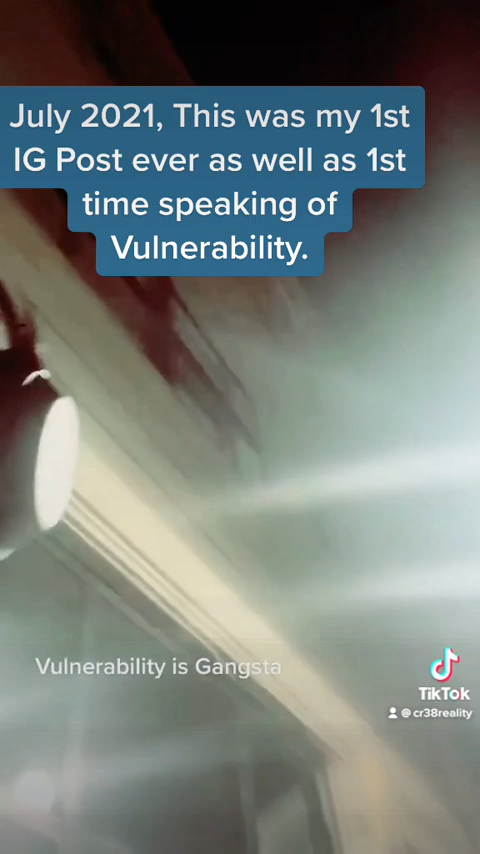 July 2021, This was my 1st
IG Post ever as well as 1st
time speaking of
Vulnerability.
Vulnerability is Gangsta
TikTok
@cr38reality